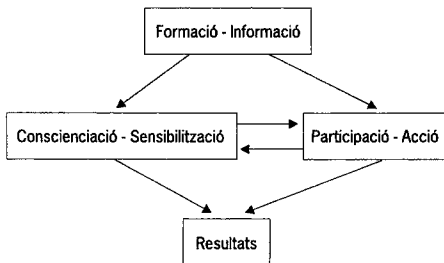 Formació - Informació
Conscienciació - Sensibilització
Participació - Acció
Resultats